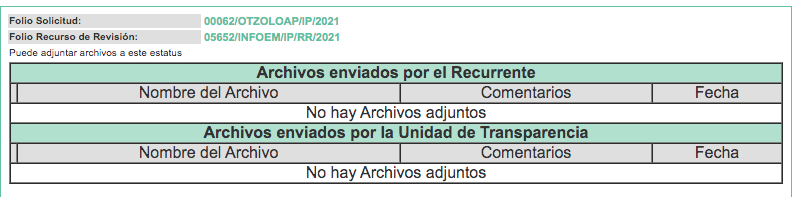 Folio Solicitud: 00062/OTZOLOAP/IP/2021
Folio Recurso de Revisión: 05652/INFOEM/IP/RR/2021
Puede adjuntar archivos a este estatus
Archivos enviados por el Recurrente
Nombre del Archivo Comentarios Fecha
No hay Archivos adjuntos
Archivos enviados por la Unidad de Transparencia
Nombre del Archivo Comentarios Fecha
No hay Archivos adjuntos